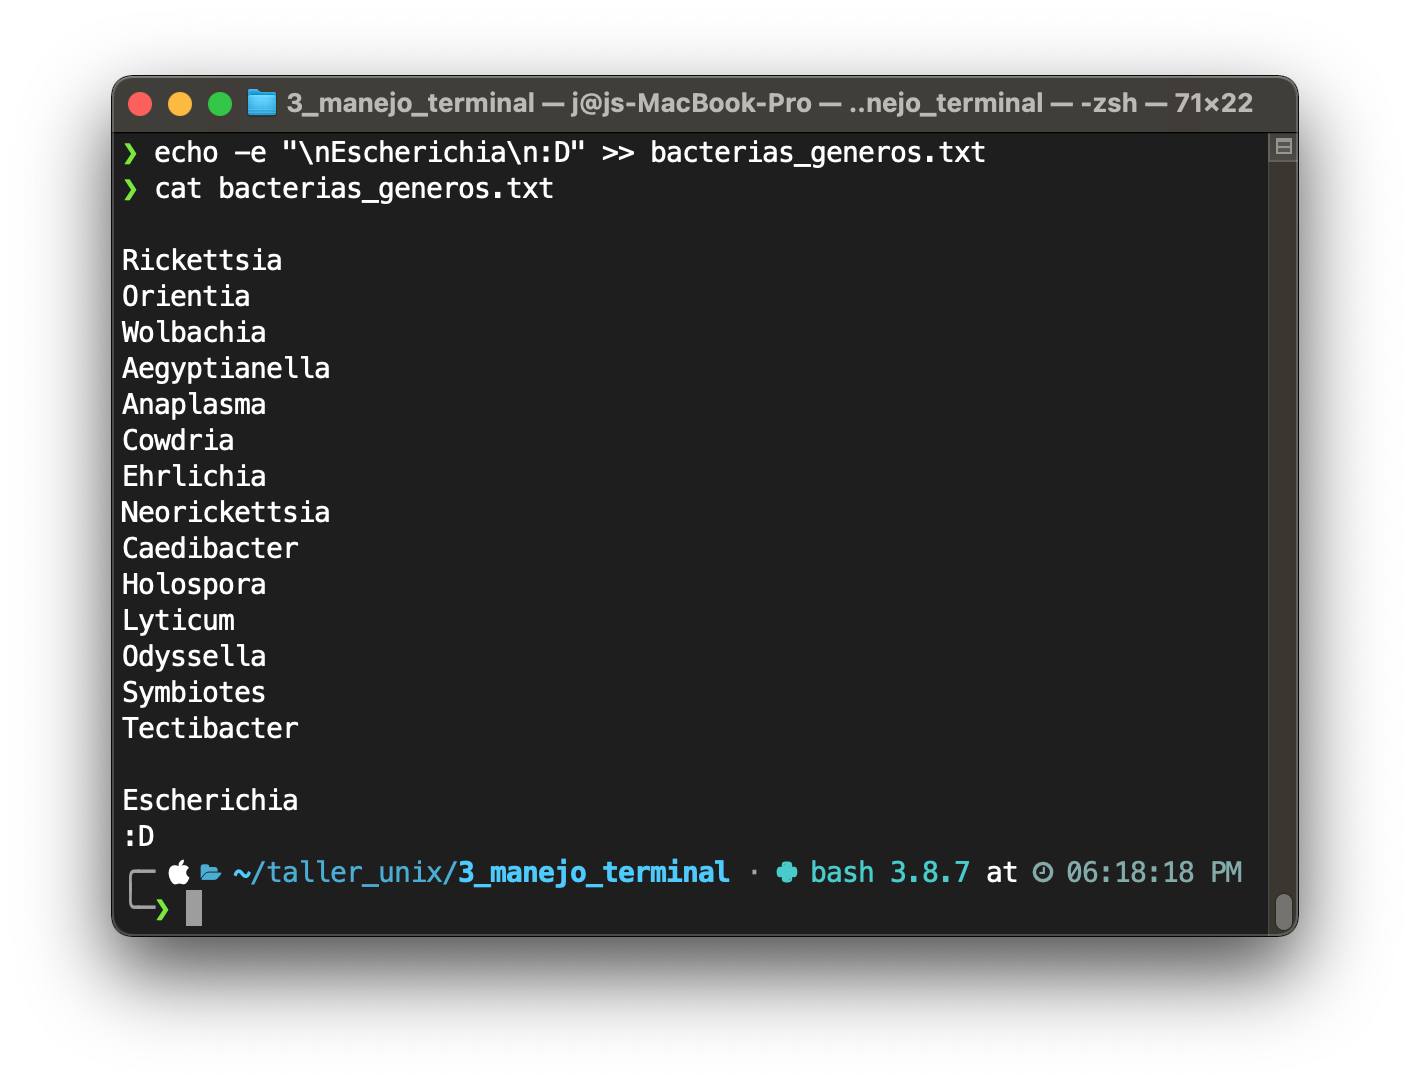 3_manejo_terminal — j@js-MacBook-Pro — ..nejo_terminal — -zsh — 71×22
❯ echo -e "\nEscherichia\n:D" >> bacterias_generos.txt
❯ cat bacterias_generos.txt
Rickettsia
Orientia
Wolbachia
Aegyptianella
Anaplasma
Cowdria
Ehrlichia
Neorickettsia
Caedibacter
Holospora
Lyticum
Odyssella
Symbiotes
Tectibacter
Escherichia
:D
~/taller_unix/3_manejo_terminal · bash 3.8.7 at 06:18:18 PM
❯